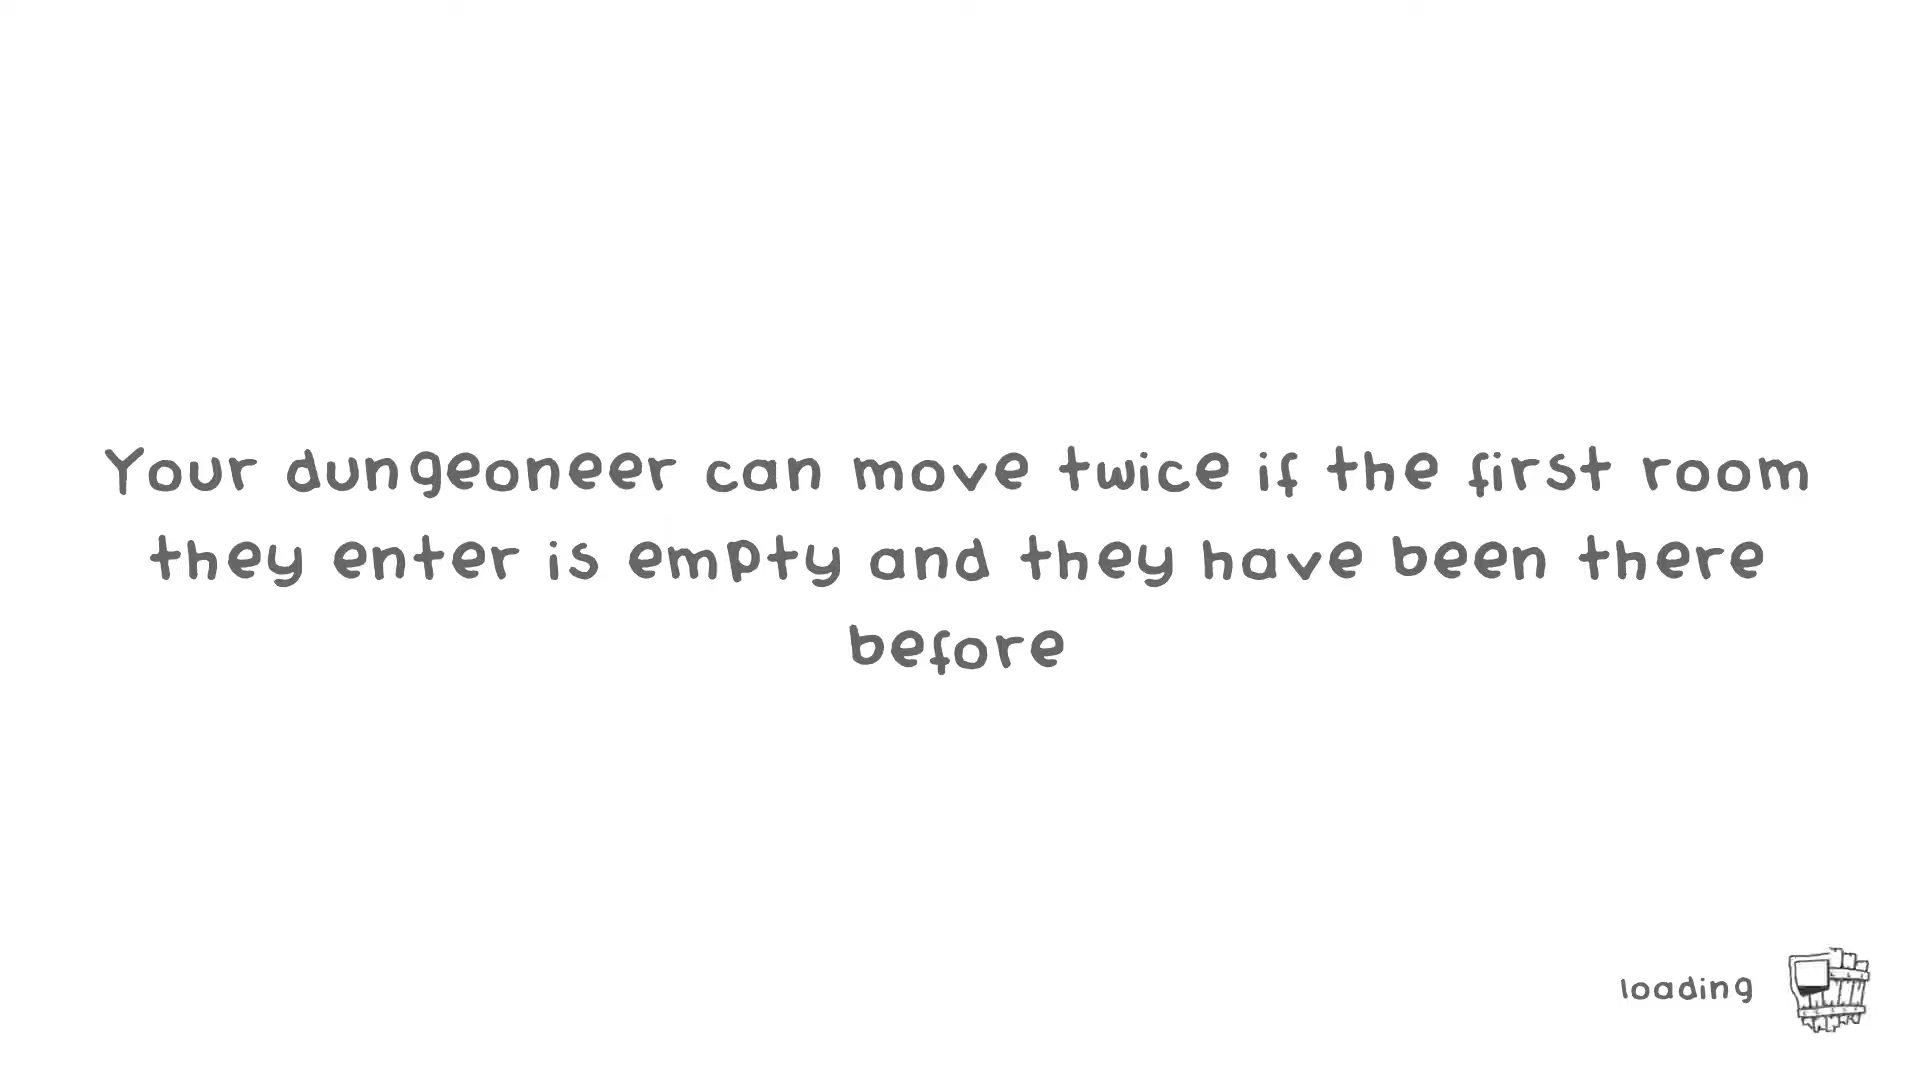 Your dungeoneer can move twice if the first room
they enter is empty and they have been there
before
loading